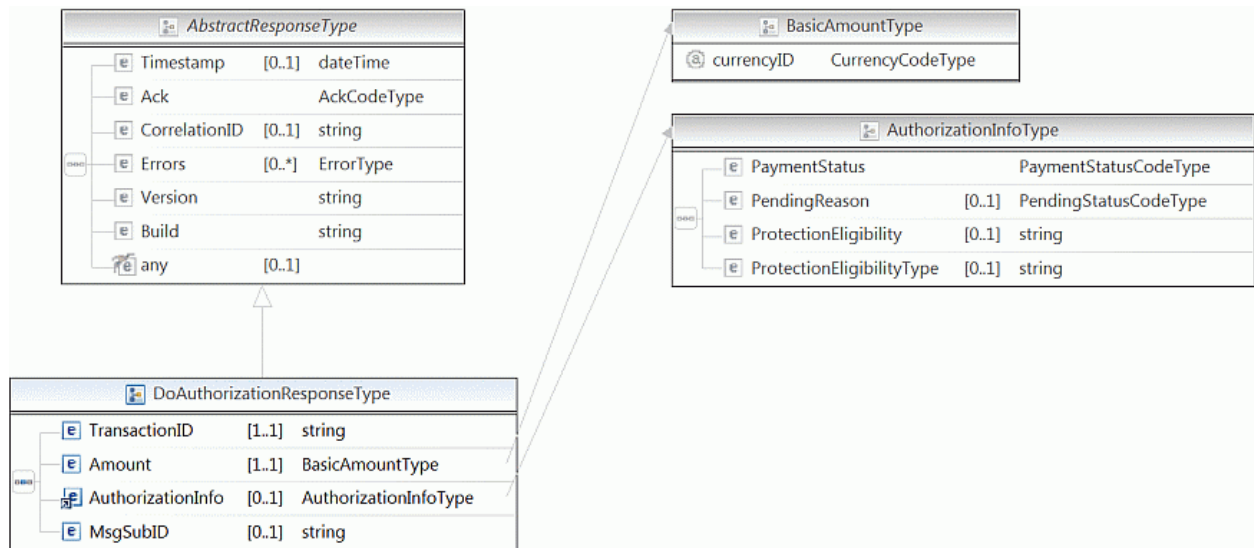 AbstractResponseType
Timestamp [0..1] dateTime
Ack AckCodeType
CorrelationID [0..1] string
Errors [0..*] ErrorType
Version string
Build string
any [0..1]
BasicAmountType
currencyID CurrencyCodeType
AuthorizationInfoType
PaymentStatus PaymentStatusCodeType
PendingReason [0..1] PendingStatusCodeType
ProtectionEligibility [0..1] string
ProtectionEligibilityType [0..1] string
DoAuthorizationResponseType
TransactionID [1..1] string
Amount [1..1] BasicAmountType
AuthorizationInfo [0..1] AuthorizationInfoType
MsgSubID [0..1] string